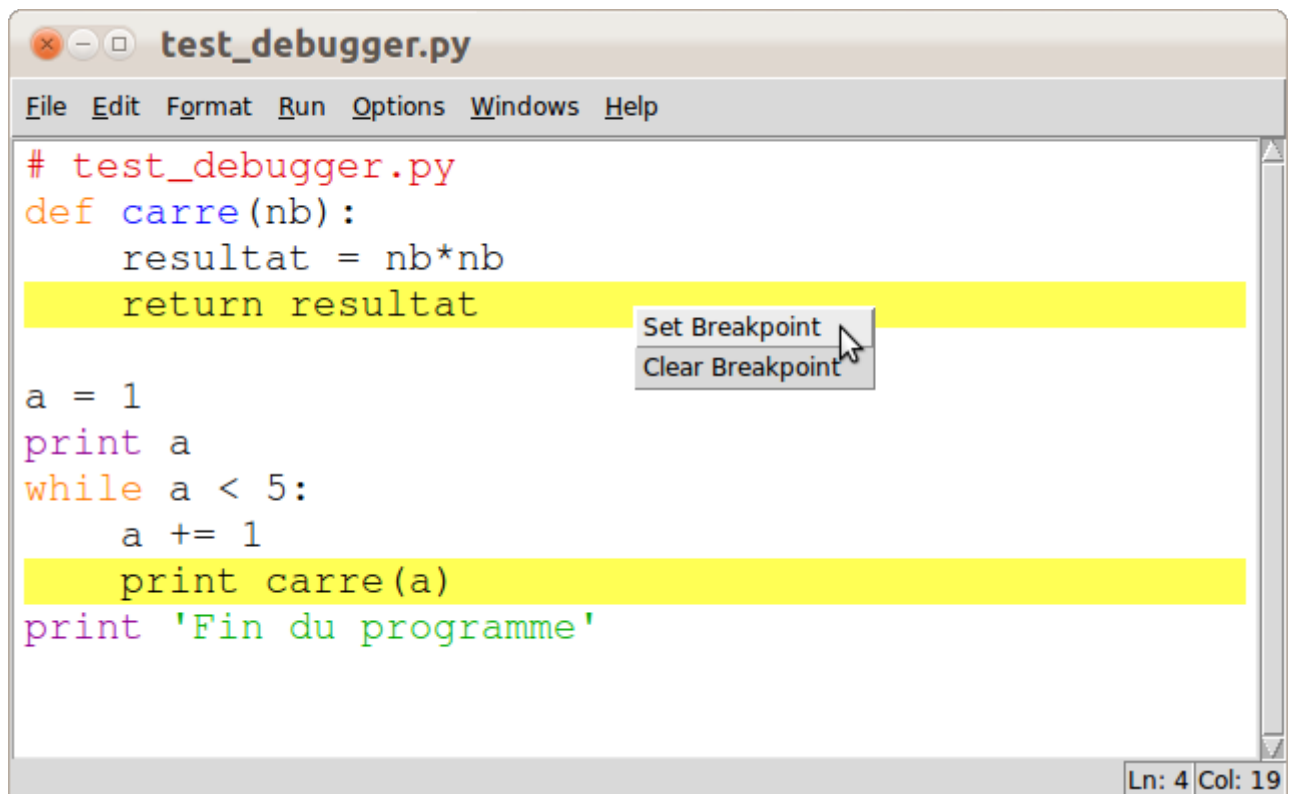 test_debugger.py
File Edit Format Run Options Windows Help
# test_debugger.py
def carre(nb):
    resultat = nb*nb
    return resultat
Set Breakpoint
Clear Breakpoint
a = 1
print a
while a < 5:
    a += 1
    print carre(a)
print 'Fin du programme'
Ln: 4 Col: 19